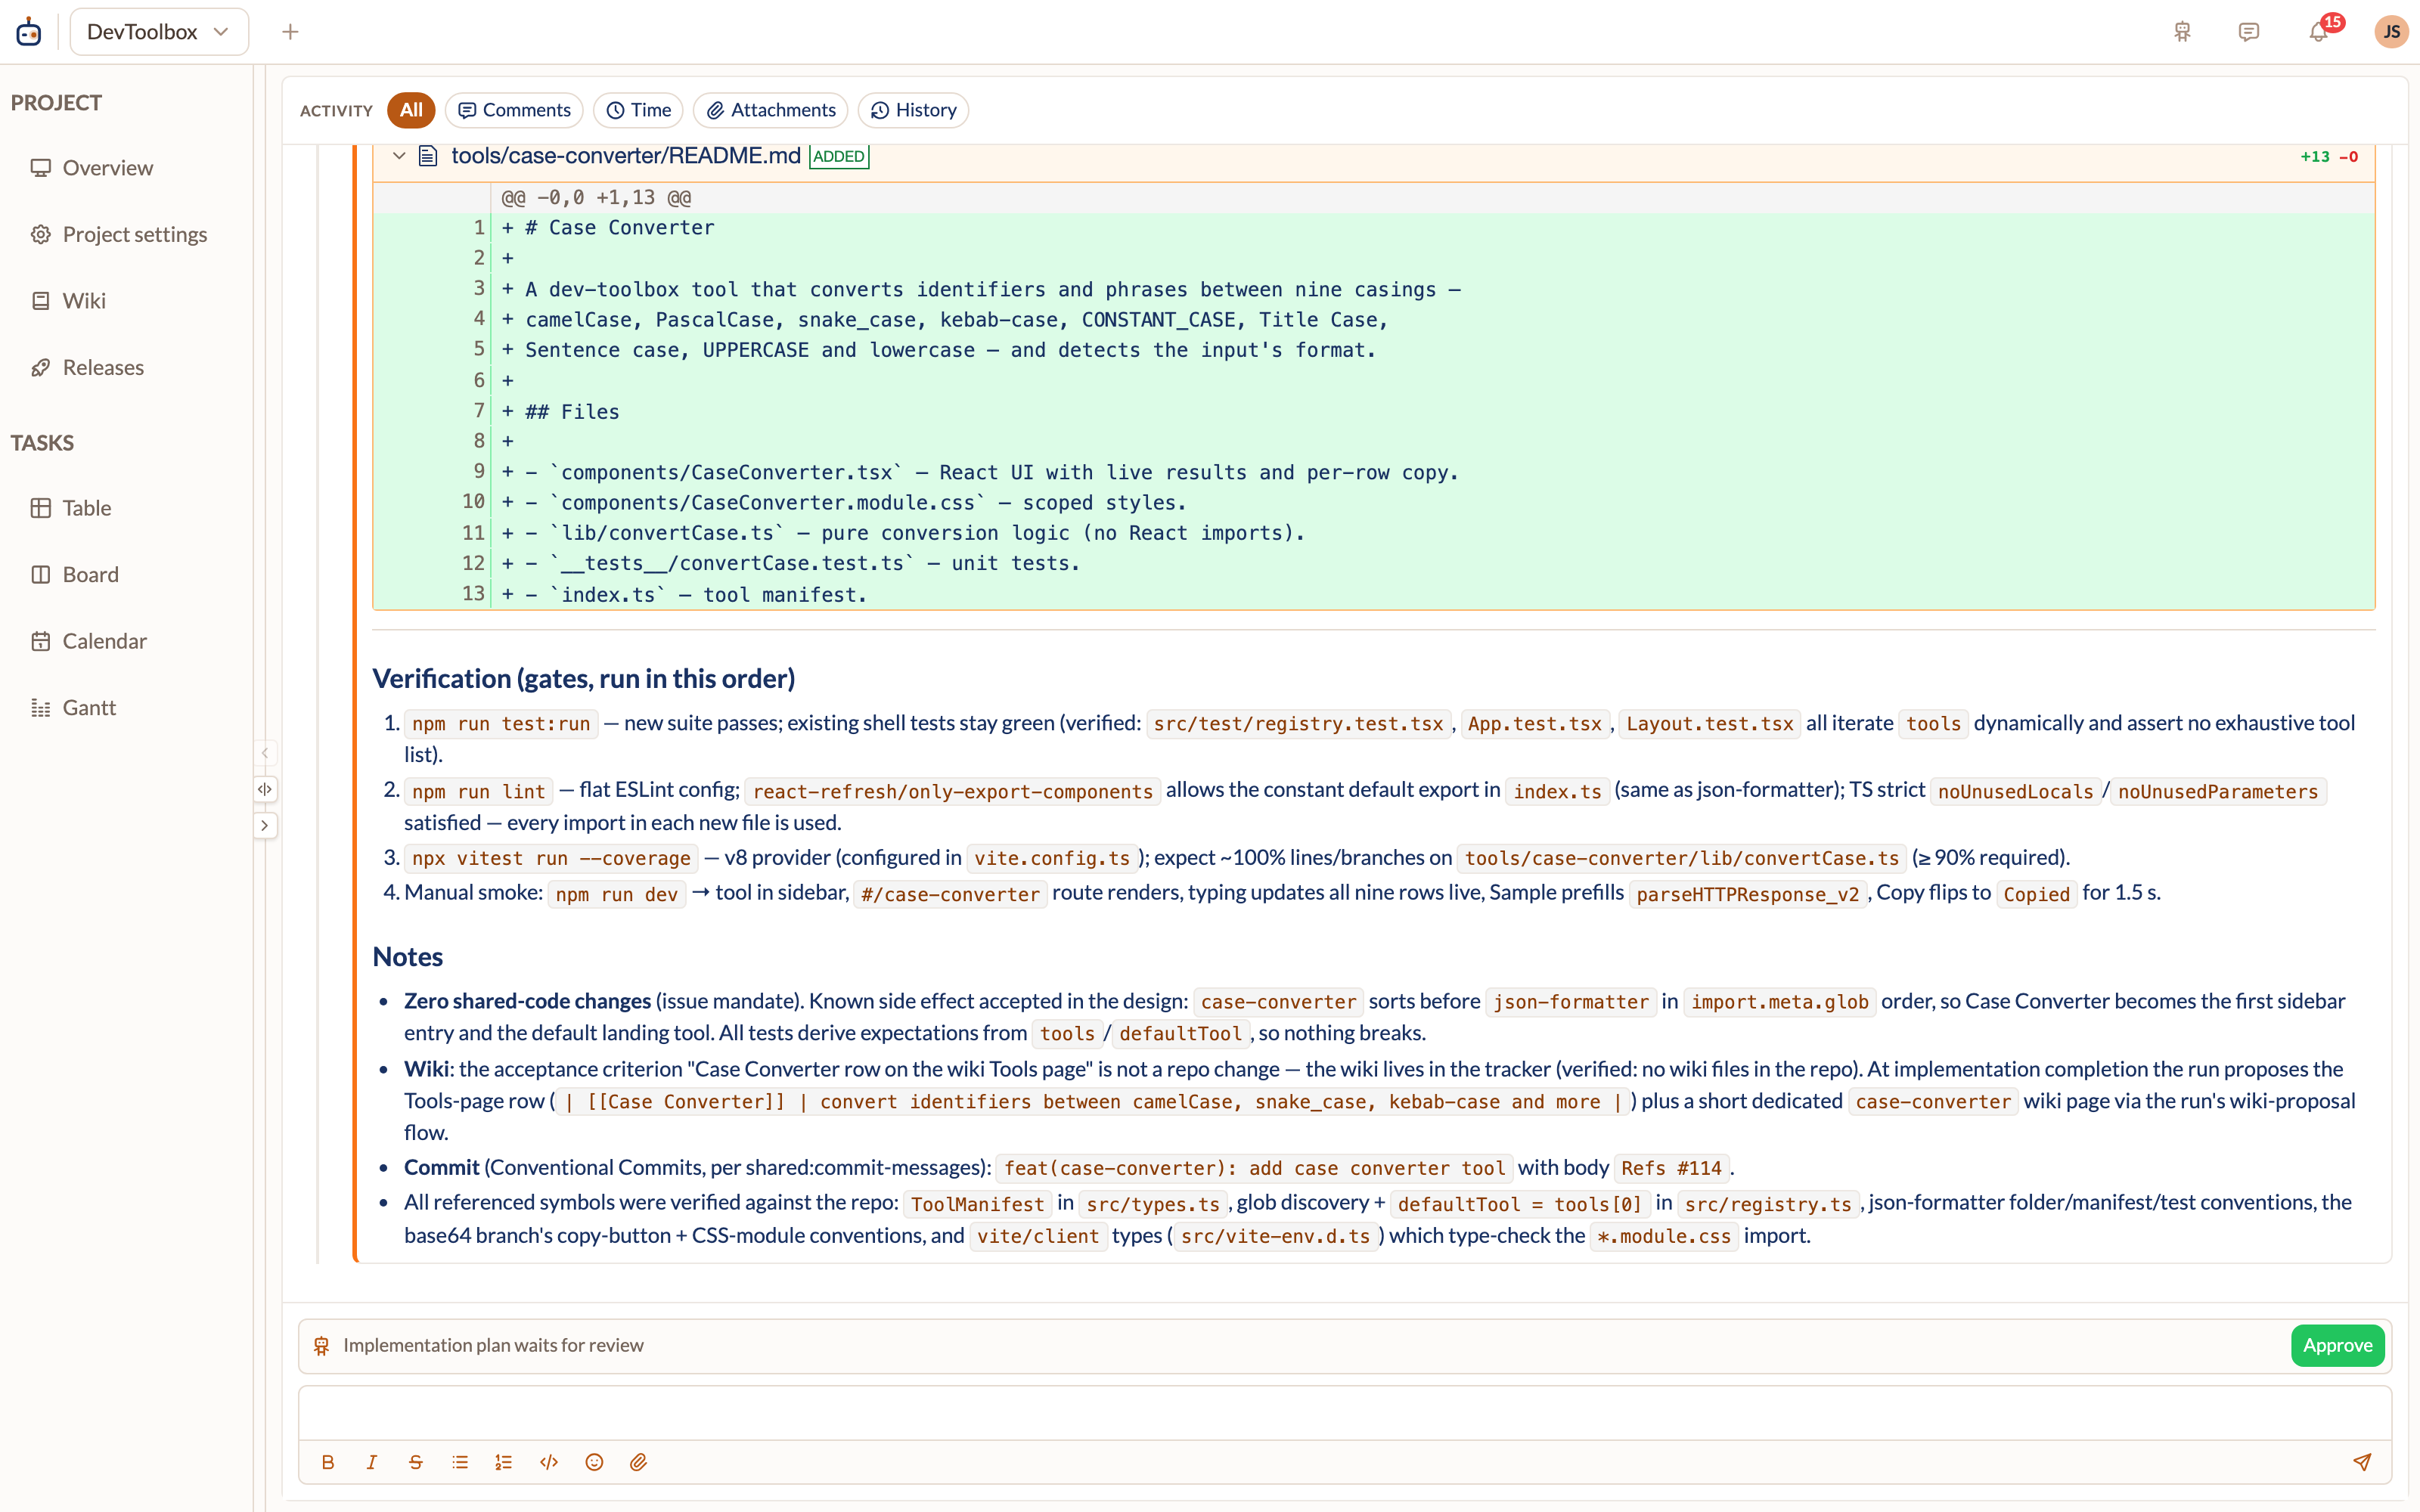 DevToolbox
15
JS
PROJECT
Overview
Project settings
Wiki
Releases
TASKS
Table
Board
Calendar
Gantt
ACTIVITY
All
Comments
Time
Attachments
History
tools/case-converter/README.md ADDED
+13 −0
@@ -0,0 +1,13 @@
1 + # Case Converter
2 +
3 + A dev-toolbox tool that converts identifiers and phrases between nine casings —
4 + camelCase, PascalCase, snake_case, kebab-case, CONSTANT_CASE, Title Case,
5 + Sentence case, UPPERCASE and lowercase — and detects the input's format.
6 +
7 + ## Files
8 +
9 + - `components/CaseConverter.tsx` — React UI with live results and per-row copy.
10 + - `components/CaseConverter.module.css` — scoped styles.
11 + - `lib/convertCase.ts` — pure conversion logic (no React imports).
12 + - `__tests__/convertCase.test.ts` — unit tests.
13 + - `index.ts` — tool manifest.
Verification (gates, run in this order)
1. npm run test:run — new suite passes; existing shell tests stay green (verified: src/test/registry.test.tsx, App.test.tsx, Layout.test.tsx all iterate tools dynamically and assert no exhaustive tool
list).
2. npm run lint — flat ESLint config; react-refresh/only-export-components allows the constant default export in index.ts (same as json-formatter); TS strict noUnusedLocals/noUnusedParameters
satisfied — every import in each new file is used.
3. npx vitest run --coverage — v8 provider (configured in vite.config.ts); expect ~100% lines/branches on tools/case-converter/lib/convertCase.ts (≥ 90% required).
4. Manual smoke: npm run dev → tool in sidebar, #/case-converter route renders, typing updates all nine rows live, Sample prefills parseHTTPResponse_v2, Copy flips to Copied for 1.5 s.
Notes
• Zero shared-code changes (issue mandate). Known side effect accepted in the design: case-converter sorts before json-formatter in import.meta.glob order, so Case Converter becomes the first sidebar
entry and the default landing tool. All tests derive expectations from tools/defaultTool, so nothing breaks.
• Wiki: the acceptance criterion "Case Converter row on the wiki Tools page" is not a repo change — the wiki lives in the tracker (verified: no wiki files in the repo). At implementation completion the run proposes the
Tools-page row (| [[Case Converter]] | convert identifiers between camelCase, snake_case, kebab-case and more |) plus a short dedicated case-converter wiki page via the run's wiki-proposal
flow.
• Commit (Conventional Commits, per shared:commit-messages): feat(case-converter): add case converter tool with body Refs #114.
• All referenced symbols were verified against the repo: ToolManifest in src/types.ts, glob discovery + defaultTool = tools[0] in src/registry.ts, json-formatter folder/manifest/test conventions, the
base64 branch's copy-button + CSS-module conventions, and vite/client types (src/vite-env.d.ts) which type-check the *.module.css import.
Implementation plan waits for review
Approve